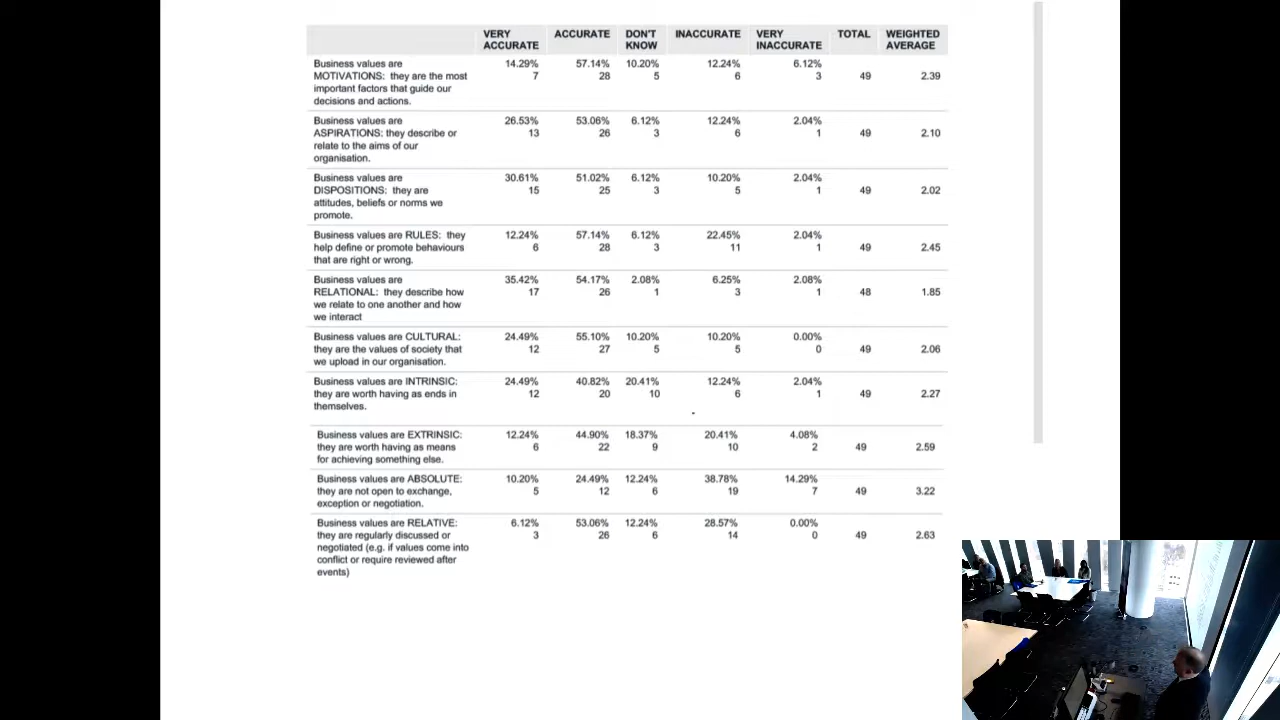 VERY ACCURATE DON'T INACCURATE VERY TOTAL WEIGHTED
ACCURATE KNOW INACCURATE AVERAGE
Business values are 14.29% 57.14% 10.20% 12.24% 6.12%
MOTIVATIONS: they are the most 7 28 5 6 3 49 2.39
important factors that guide our
decisions and actions.
Business values are 26.53% 53.06% 6.12% 12.24% 2.04%
ASPIRATIONS: they describe or 13 26 3 6 1 49 2.10
relate to the aims of our
organisation.
Business values are 30.61% 51.02% 6.12% 10.20% 2.04%
DISPOSITIONS: they are 15 25 3 5 1 49 2.02
attitudes, beliefs or norms we
promote.
Business values are RULES: they 12.24% 57.14% 6.12% 22.45% 2.04%
help define or promote behaviours 6 28 3 11 1 49 2.45
that are right or wrong.
Business values are 35.42% 54.17% 2.08% 6.25% 2.08%
RELATIONAL: they describe how 17 26 1 3 1 48 1.85
we relate to one another and how
we interact
Business values are CULTURAL: 24.49% 55.10% 10.20% 10.20% 0.00%
they are the values of society that 12 27 5 5 0 49 2.06
we upload in our organisation.
Business values are INTRINSIC: 24.49% 40.82% 20.41% 12.24% 2.04%
they are worth having as ends in 12 20 10 6 1 49 2.27
themselves.
Business values are EXTRINSIC: 12.24% 44.90% 18.37% 20.41% 4.08%
they are worth having as means 6 22 9 10 2 49 2.59
for achieving something else.
Business values are ABSOLUTE: 10.20% 24.49% 12.24% 38.78% 14.29%
they are not open to exchange, 5 12 6 19 7 49 3.22
exception or negotiation.
Business values are RELATIVE: 6.12% 53.06% 12.24% 28.57% 0.00%
they are regularly discussed or 3 26 6 14 0 49 2.63
negotiated (e.g. if values come into
conflict or require reviewed after
events)